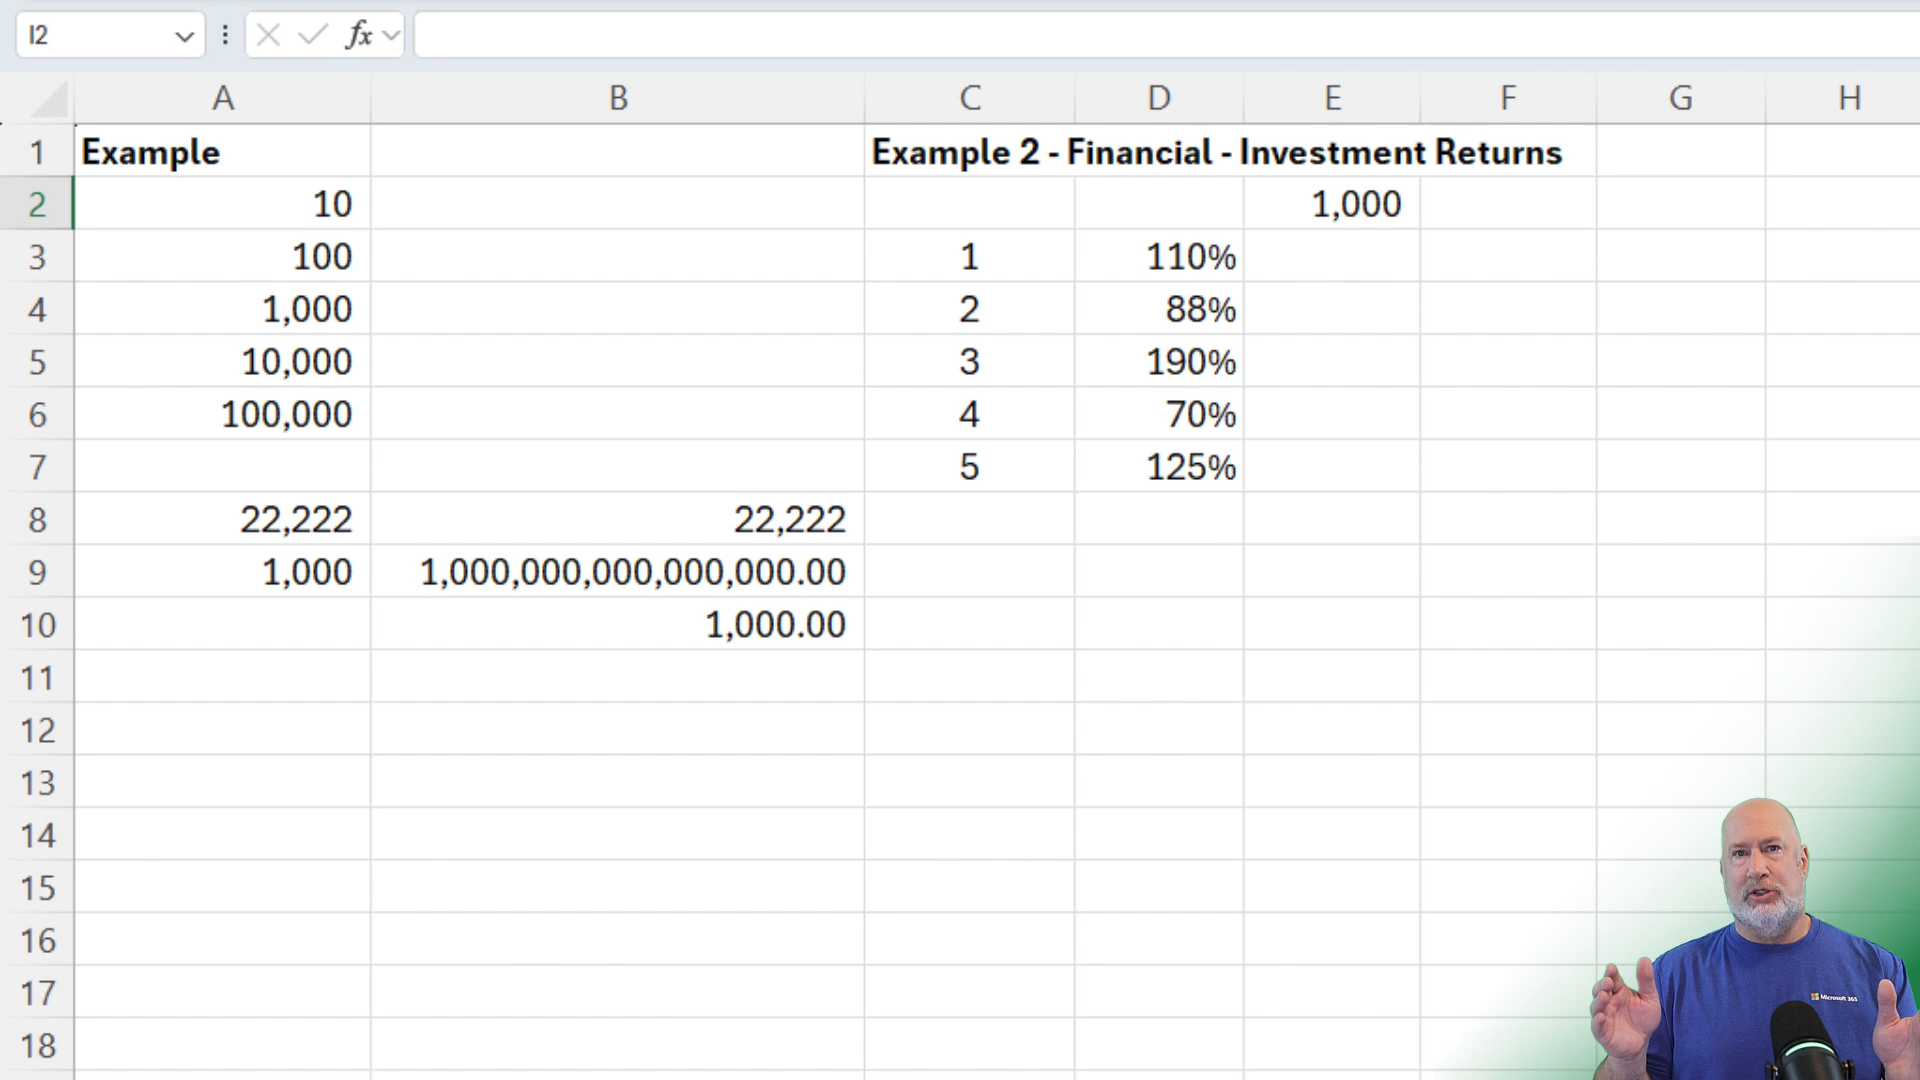 I2 fx
A B C D E F G H
1 Example Example 2 - Financial - Investment Returns
2 10 1,000
3 100 1 110%
4 1,000 2 88%
5 10,000 3 190%
6 100,000 4 70%
7 5 125%
8 22,222 22,222
9 1,000 1,000,000,000,000,000.00
10 1,000.00
11
12
13
14
15
16
17
18
Microsoft 365